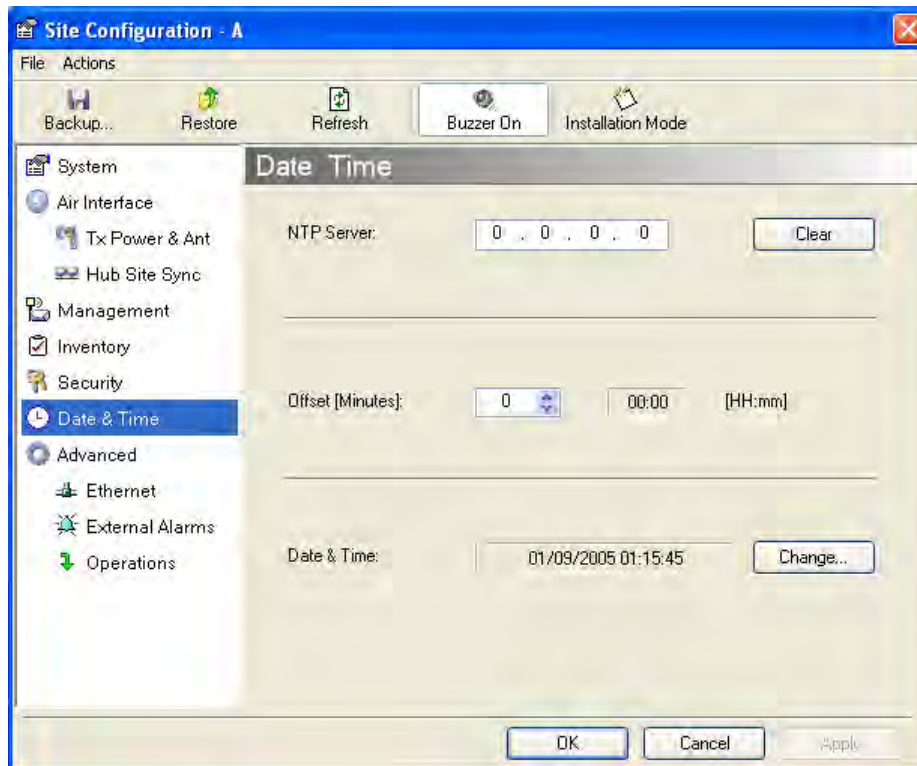 Site Configuration - A
File Actions
Backup... Restore Refresh Buzzer On Installation Mode
System
Air Interface
Tx Power & Ant
Hub Site Sync
Management
Inventory
Security
Date & Time
Advanced
Ethernet
External Alarms
Operations
Date Time
NTP Server: 0 . 0 . 0 . 0 Clear
Offset [Minutes]: 0 00:00 [HH:mm]
Date & Time: 01/09/2005 01:15:45 Change...
OK Cancel Apply